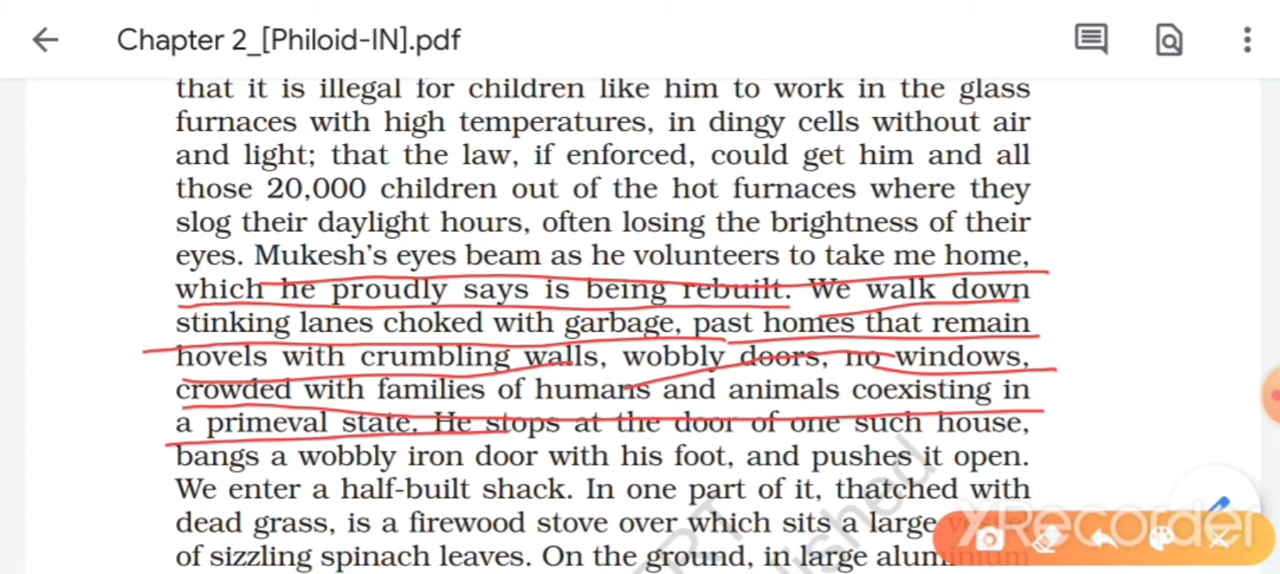 Chapter 2_[Philoid-IN].pdf
that it is illegal for children like him to work in the glass
furnaces with high temperatures, in dingy cells without air
and light; that the law, if enforced, could get him and all
those 20,000 children out of the hot furnaces where they
slog their daylight hours, often losing the brightness of their
eyes. Mukesh's eyes beam as he volunteers to take me home,
which he proudly says is being rebuilt. We walk down
stinking lanes choked with garbage, past homes that remain
hovels with crumbling walls, wobbly doors, no windows,
crowded with families of humans and animals coexisting in
a primeval state. He stops at the door of one such house,
bangs a wobbly iron door with his foot, and pushes it open.
We enter a half-built shack. In one part of it, thatched with
dead grass, is a firewood stove over which sits a large
of sizzling spinach leaves. On the ground, in large aluminium
XRecorder